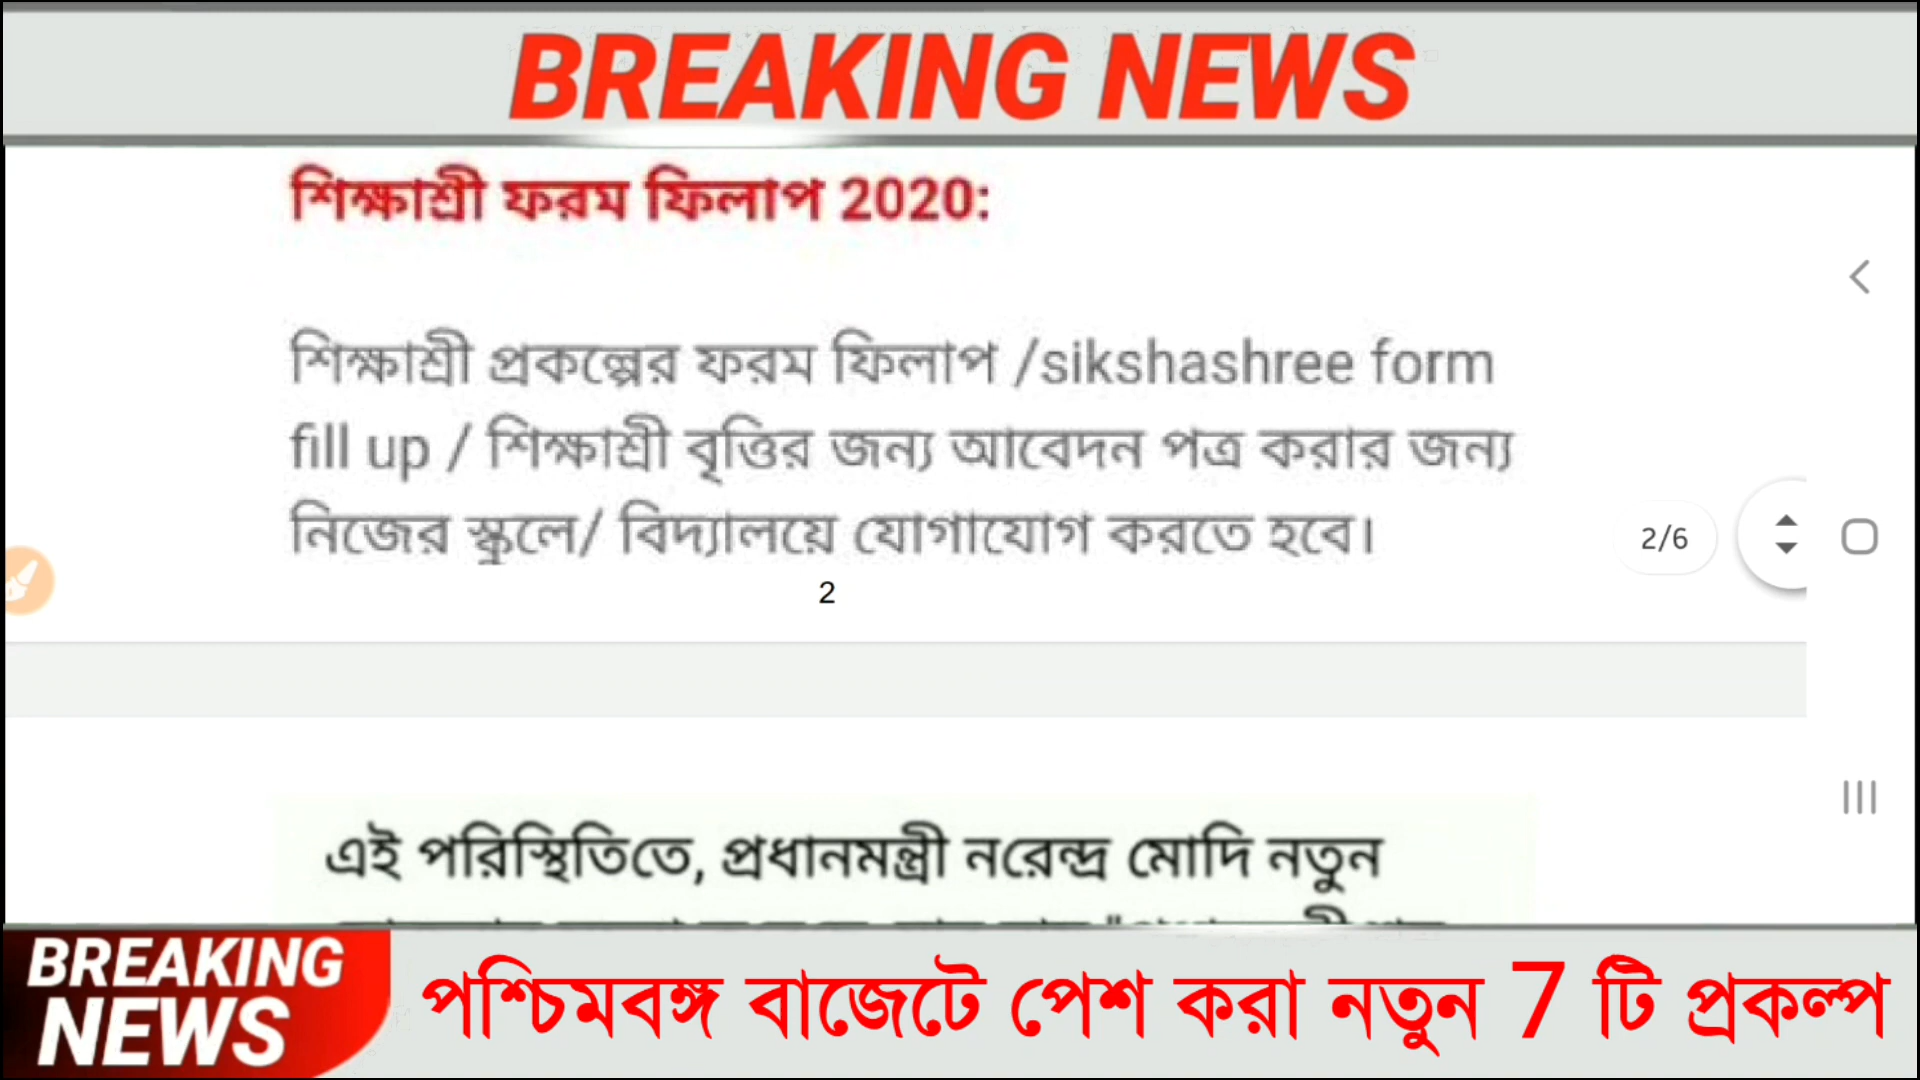 BREAKING NEWS
শিক্ষাশ্রী ফরম ফিলাপ 2020:
শিক্ষাশ্রী প্রকল্পের ফরম ফিলাপ /sikshashree form
fill up / শিক্ষাশ্রী বৃত্তির জন্য আবেদন পত্র করার জন্য
নিজের স্কুলে/ বিদ্যালয়ে যোগাযোগ করতে হবে।
2/6
2
এই পরিস্থিতিতে, প্রধানমন্ত্রী নরেন্দ্র মোদি নতুন
BREAKING
NEWS
পশ্চিমবঙ্গ বাজেটে পেশ করা নতুন 7 টি প্রকল্প